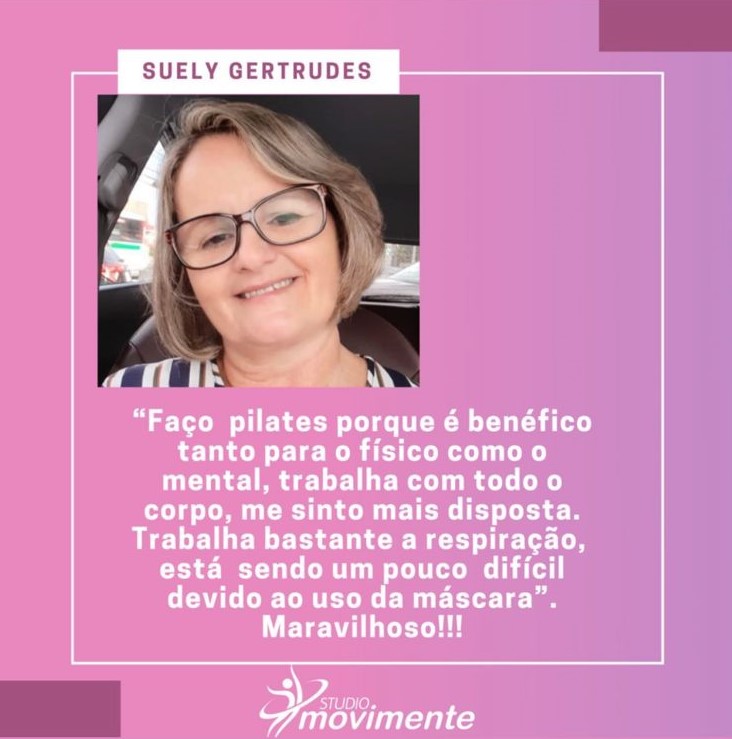 SUELY GERTRUDES
“Faço pilates porque é benéfico
tanto para o físico como o
mental, trabalha com todo o
corpo, me sinto mais disposta.
Trabalha bastante a respiração,
está sendo um pouco difícil
devido ao uso da máscara”.
Maravilhoso!!!
STUDIO
movimente